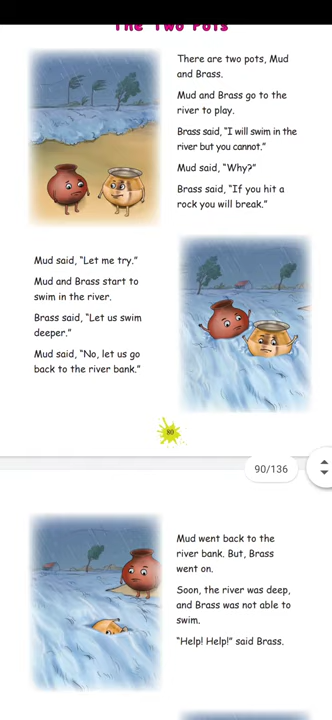 The Two Pots
There are two pots, Mud
and Brass.
Mud and Brass go to the
river to play.
Brass said, “I will swim in the
river but you cannot.”
Mud said, “Why?”
Brass said, “If you hit a
rock you will break.”
Mud said, “Let me try.”
Mud and Brass start to
swim in the river.
Brass said, “Let us swim
deeper.”
Mud said, “No, let us go
back to the river bank.”
80
90/136
Mud went back to the
river bank. But, Brass
went on.
Soon, the river was deep,
and Brass was not able to
swim.
“Help! Help!” said Brass.